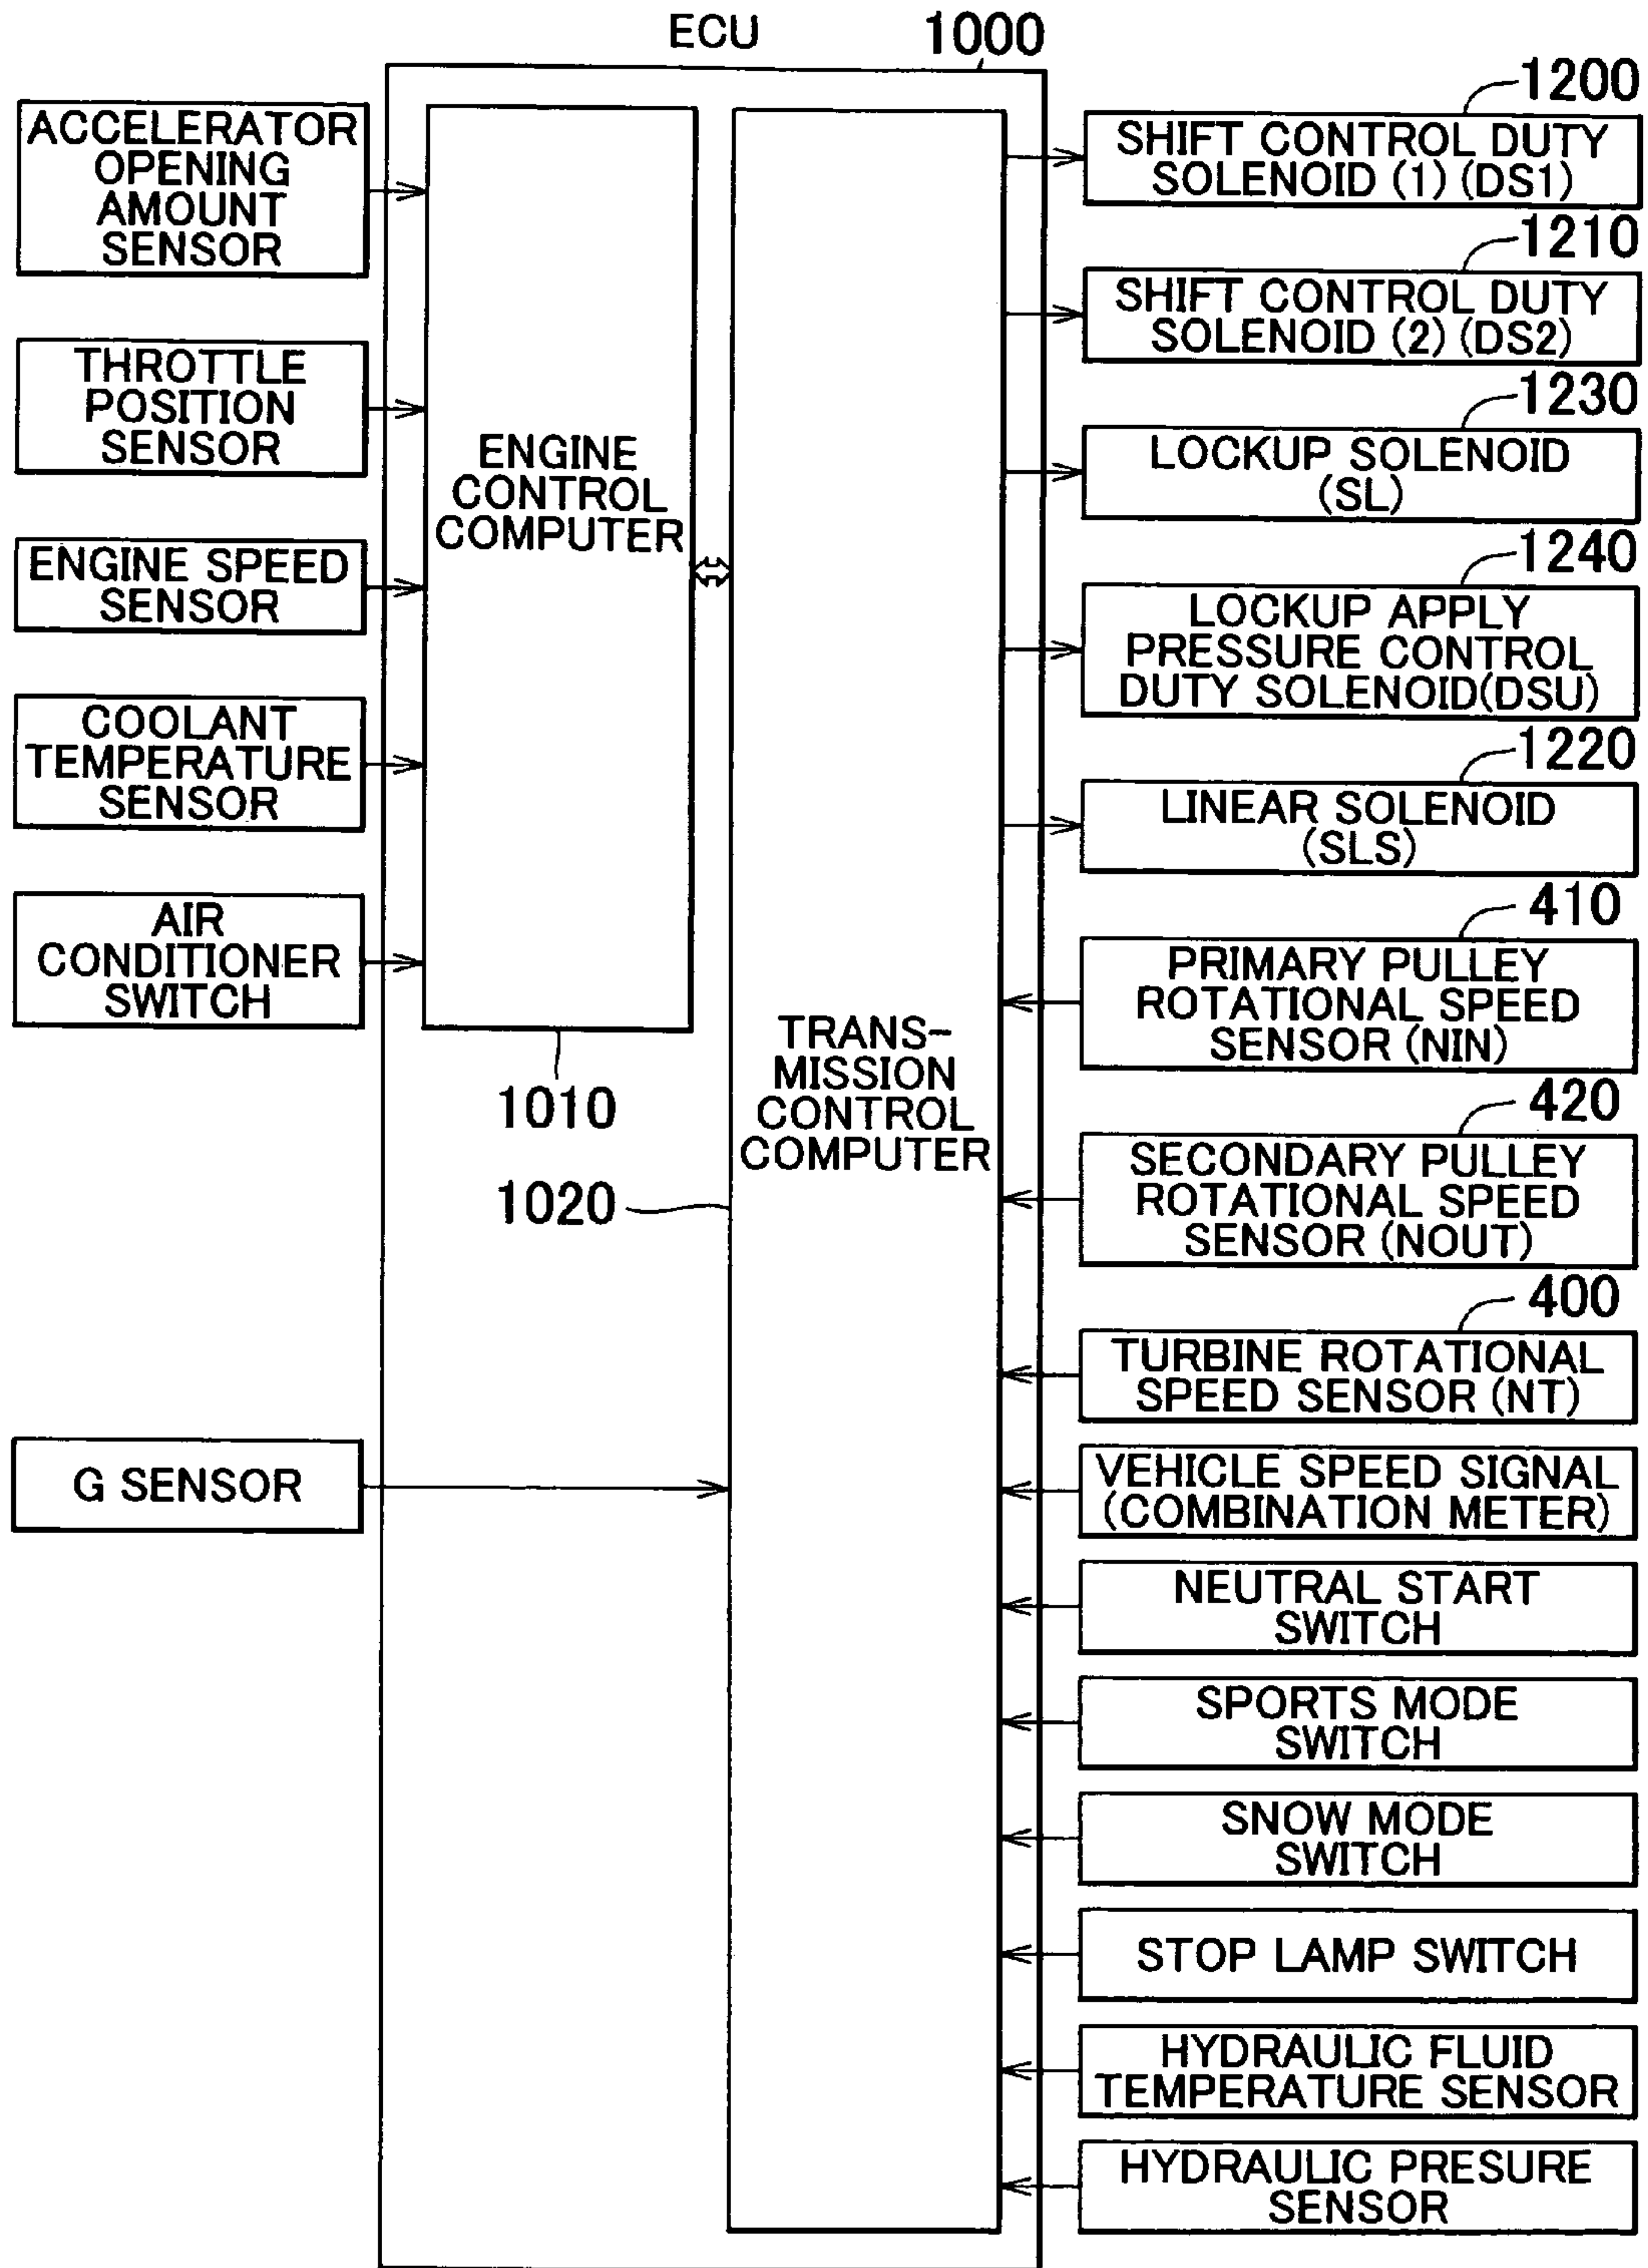 ECU
1000
ACCELERATOR
OPENING
AMOUNT
SENSOR
THROTTLE
POSITION
SENSOR
ENGINE SPEED
SENSOR
COOLANT
TEMPERATURE
SENSOR
AIR
CONDITIONER
SWITCH
G SENSOR
ENGINE
CONTROL
COMPUTER
1010
1020
TRANS-
MISSION
CONTROL
COMPUTER
1200
SHIFT CONTROL DUTY
SOLENOID (1) (DS1)
1210
SHIFT CONTROL DUTY
SOLENOID (2) (DS2)
1230
LOCKUP SOLENOID
(SL)
1240
LOCKUP APPLY
PRESSURE CONTROL
DUTY SOLENOID(DSU)
1220
LINEAR SOLENOID
(SLS)
410
PRIMARY PULLEY
ROTATIONAL SPEED
SENSOR (NIN)
420
SECONDARY PULLEY
ROTATIONAL SPEED
SENSOR (NOUT)
400
TURBINE ROTATIONAL
SPEED SENSOR (NT)
VEHICLE SPEED SIGNAL
(COMBINATION METER)
NEUTRAL START
SWITCH
SPORTS MODE
SWITCH
SNOW MODE
SWITCH
STOP LAMP SWITCH
HYDRAULIC FLUID
TEMPERATURE SENSOR
HYDRAULIC PRESURE
SENSOR